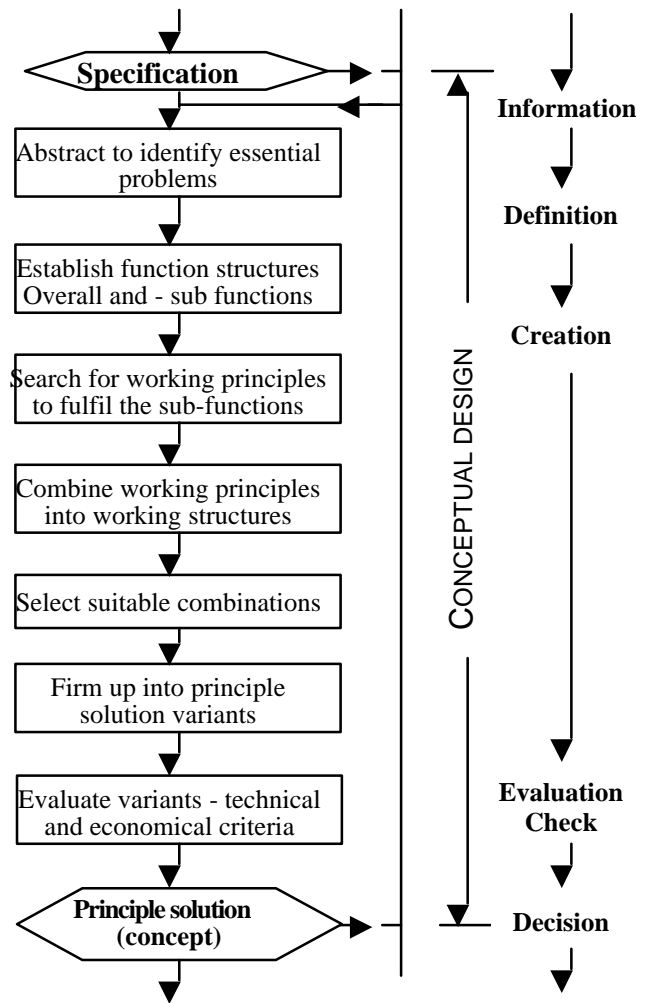 Specification
Abstract to identify essential
problems
Establish function structures
Overall and - sub functions
Search for working principles
to fulfil the sub-functions
Combine working principles
into working structures
Select suitable combinations
Firm up into principle
solution variants
Evaluate variants - technical
and economical criteria
Principle solution
(concept)
CONCEPTUAL DESIGN
Information
Definition
Creation
Evaluation
Check
Decision